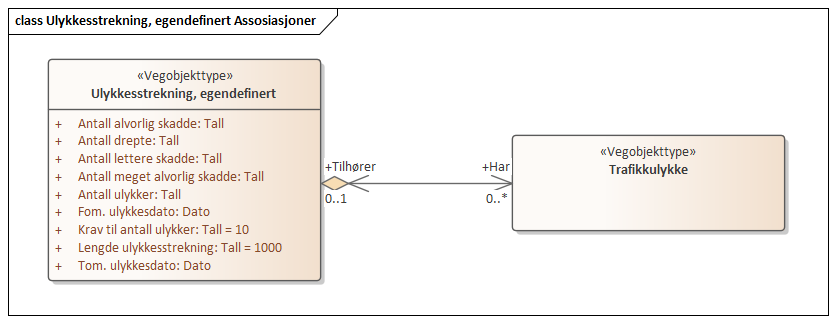 class Ulykkesstrekning, egendefinert Assosiasjoner
«Vegobjekttype»
Ulykkesstrekning, egendefinert
+ Antall alvorlig skadde: Tall
+ Antall drepte: Tall
+ Antall lettere skadde: Tall
+ Antall meget alvorlig skadde: Tall
+ Antall ulykker: Tall
+ Fom. ulykkesdato: Dato
+ Krav til antall ulykker: Tall = 10
+ Lengde ulykkesstrekning: Tall = 1000
+ Tom. ulykkesdato: Dato
+Tilhører
0..1
+Har
0..*
«Vegobjekttype»
Trafikkulykke